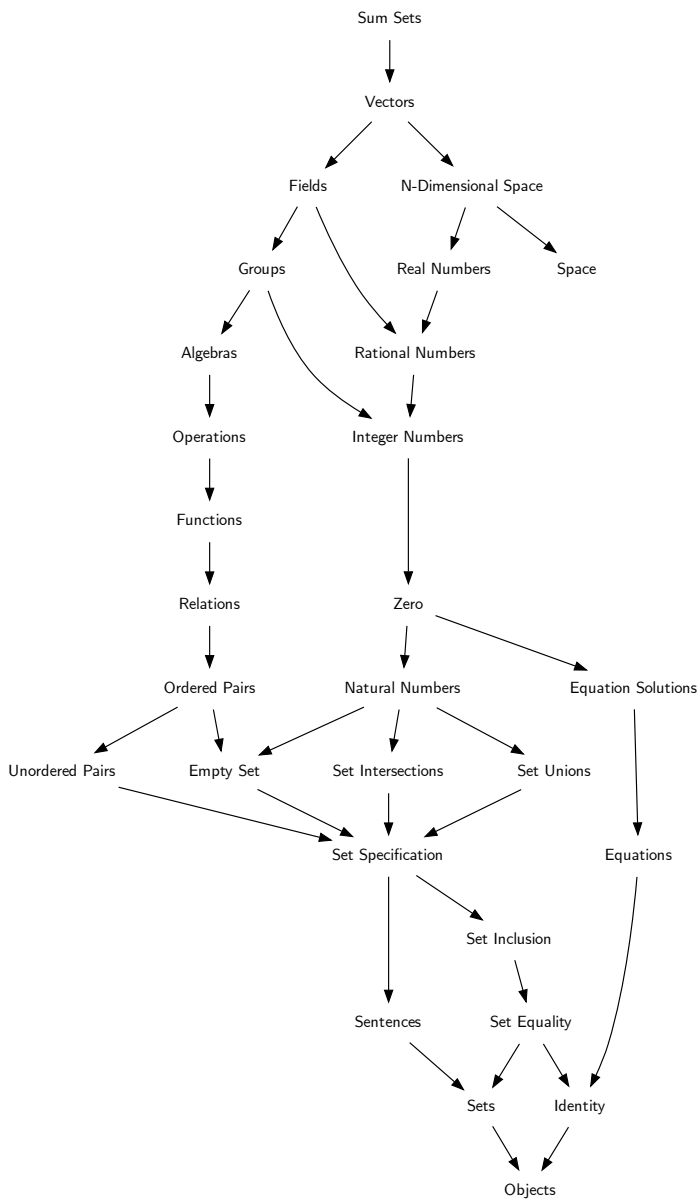 Sum Sets
Vectors
Fields
N-Dimensional Space
Groups
Real Numbers
Space
Algebras
Rational Numbers
Operations
Integer Numbers
Functions
Relations
Zero
Ordered Pairs
Natural Numbers
Equation Solutions
Unordered Pairs
Empty Set
Set Intersections
Set Unions
Set Specification
Equations
Set Inclusion
Sentences
Set Equality
Sets
Identity
Objects